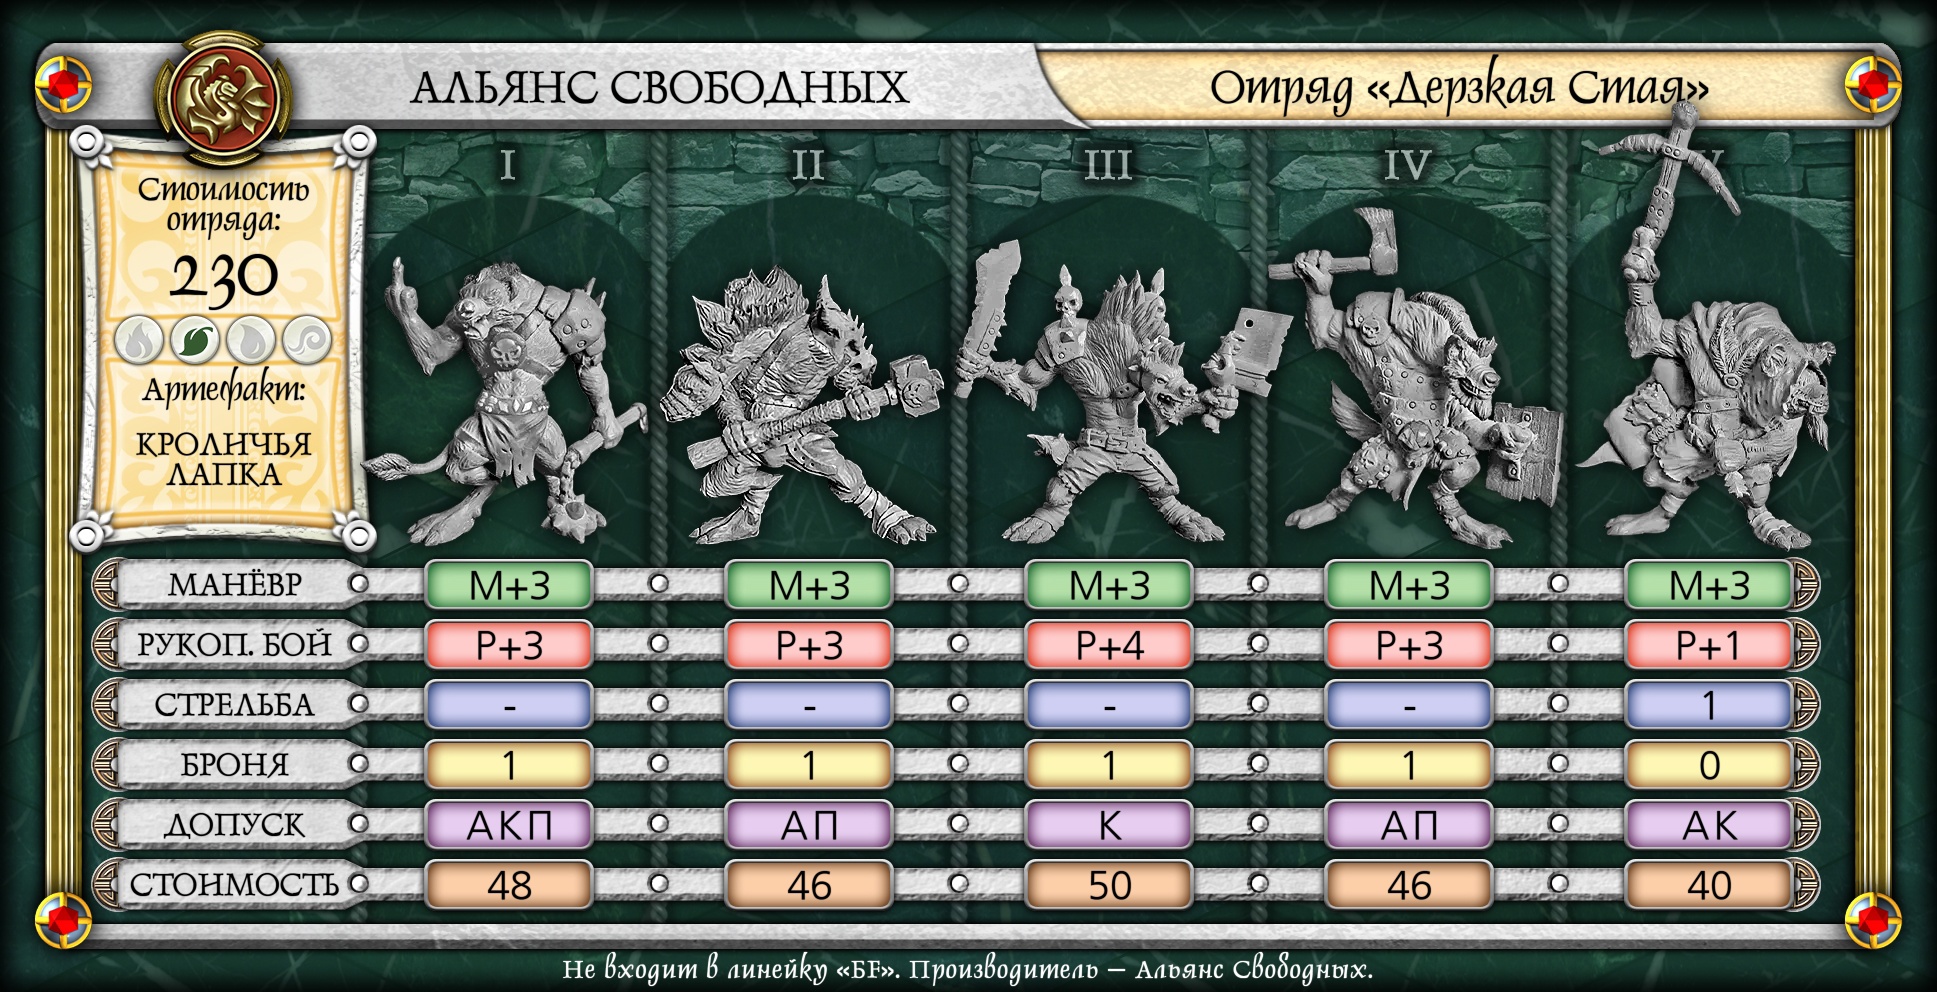 АЛЬЯНС СВОБОДНЫХ
Отряд «Дерзкая Стая»
Стоимость
отряда:
230
Артефакт:
КРОЛИЧЬЯ
ЛАПКА
I II III IV V
МАНЁВР M+3 M+3 M+3 M+3 M+3
РУКОП. БОЙ P+3 P+3 P+4 P+3 P+1
СТРЕЛЬБА - - - - 1
БРОНЯ 1 1 1 1 0
ДОПУСК АКП АП К АП АК
СТОИМОСТЬ 48 46 50 46 40
Не входит в линейку «БF». Производитель – Альянс Свободных.